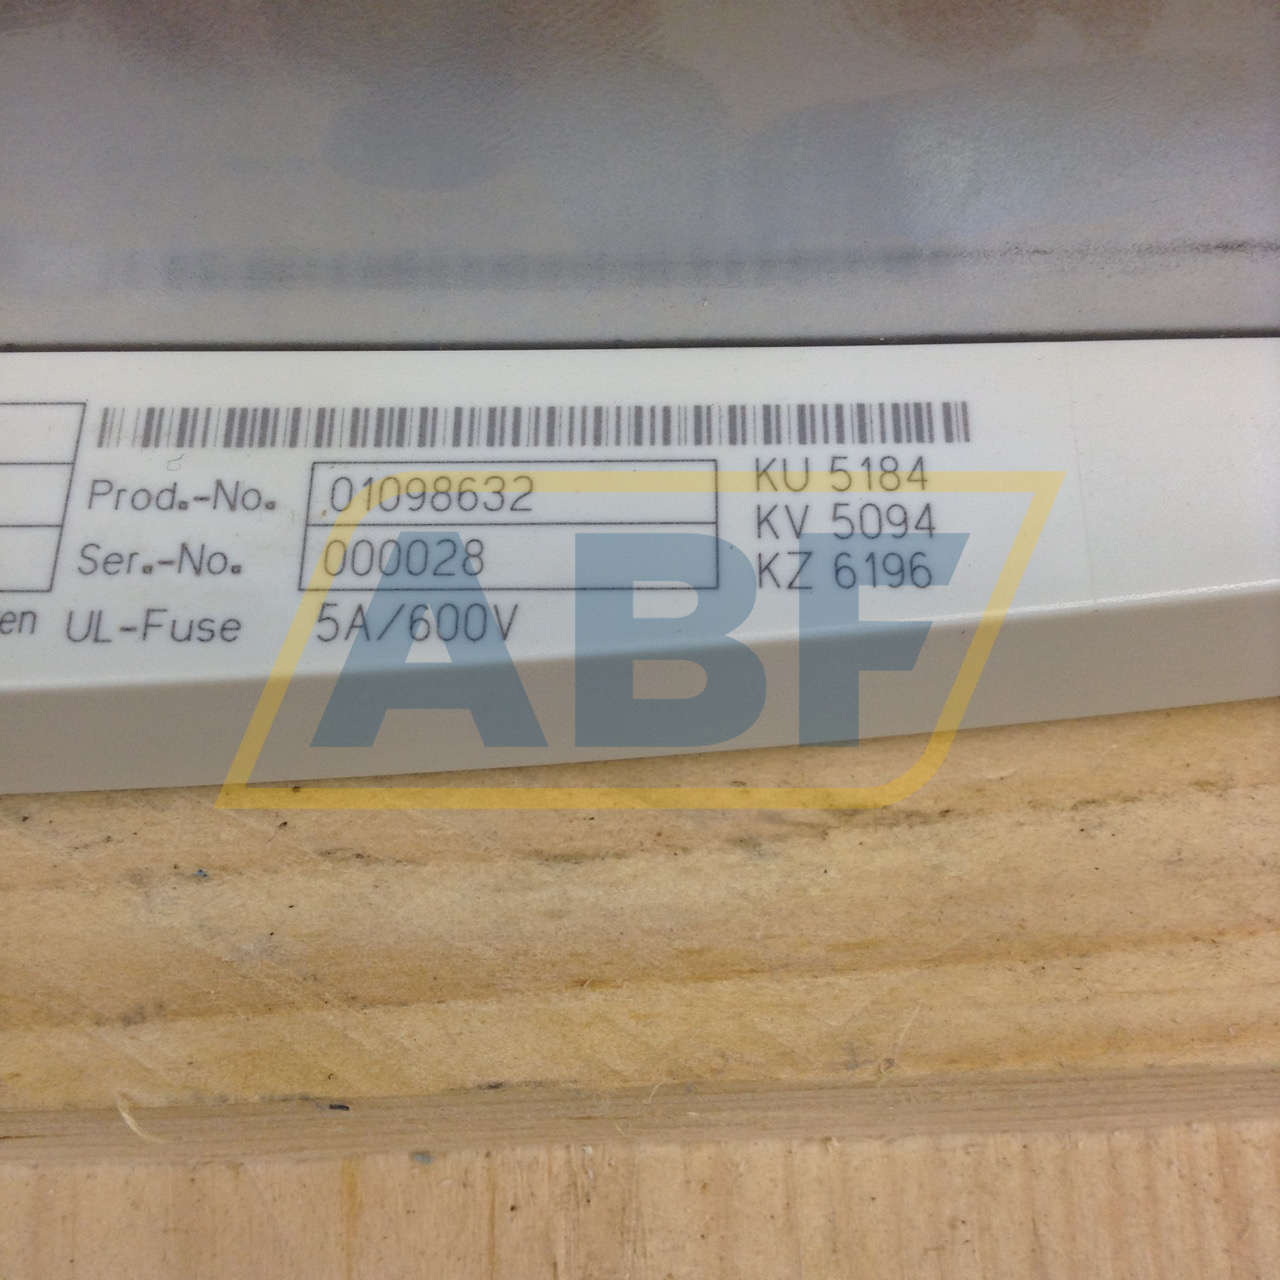 Prod.-No. 01098632
Ser.-No. 000028
en UL-Fuse 5A/600V
KU 5184
KV 5094
KZ 6196
ABF